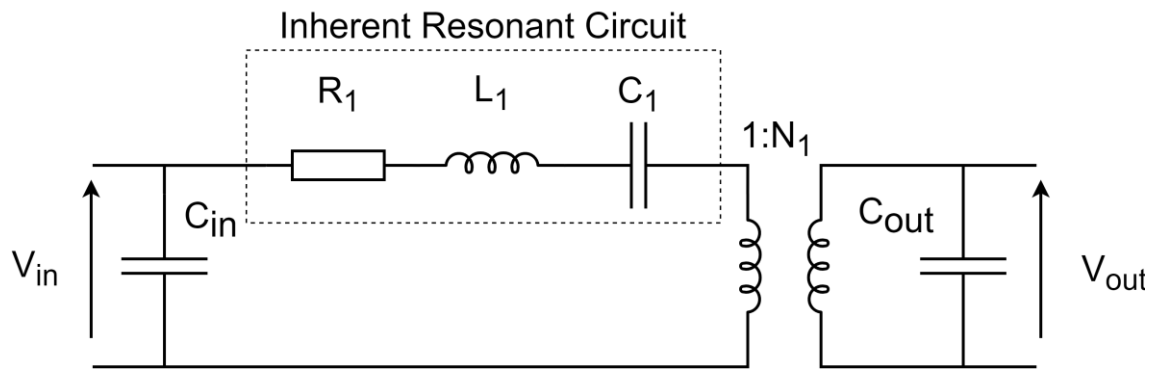 Inherent Resonant Circuit
R1
L1
C1
1:N1
Cin
Cout
Vin
Vout